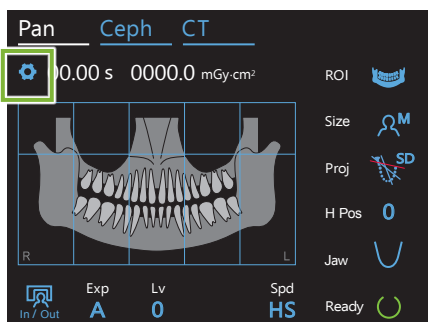 Pan Ceph CT
00.00 s 0000.0 mGy·cm²
ROI
Size M
Proj SD
H Pos 0
R L
Jaw
Exp Lv Spd
In / Out A 0 HS
Ready